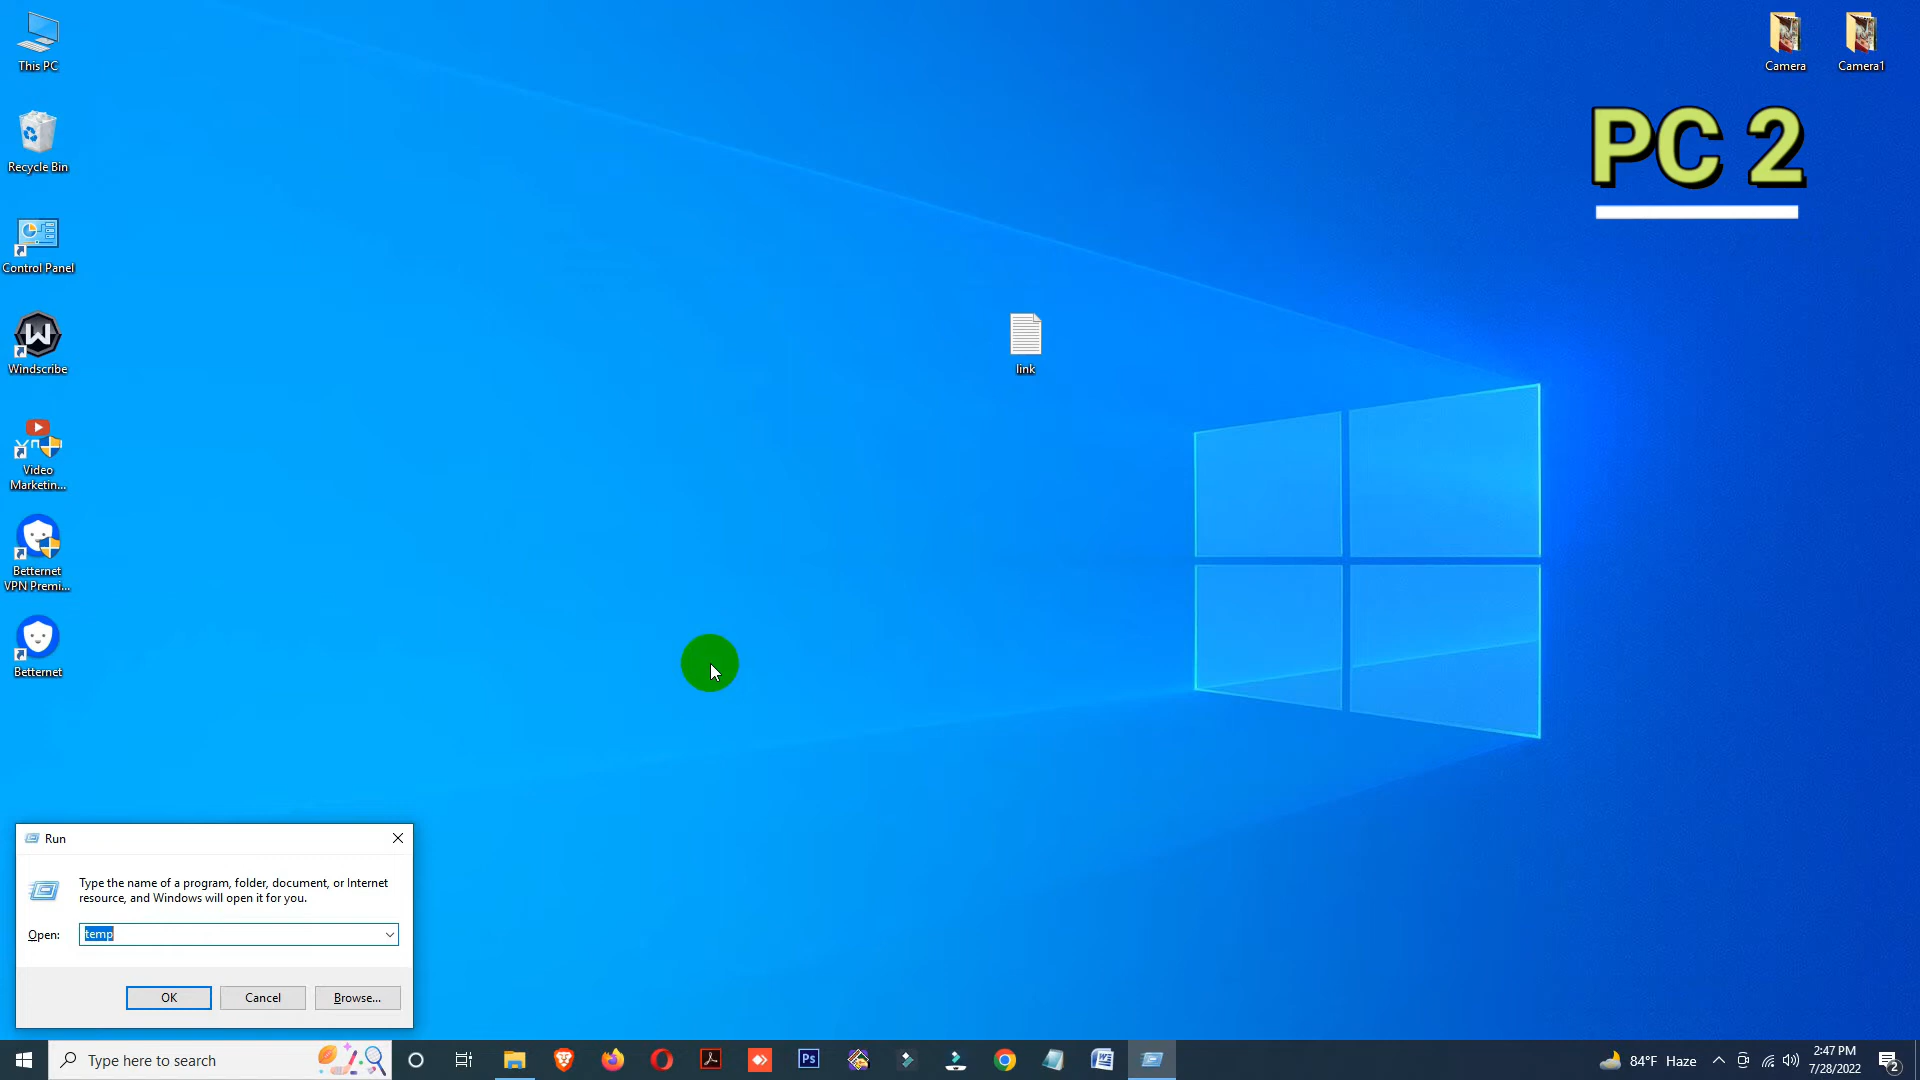 This PC
Recycle Bin
Control Panel
Windscribe
Video
Marketin...
Betternet
VPN Premi...
Betternet
Camera
Camera1
PC 2
link
Run
Type the name of a program, folder, document, or Internet
resource, and Windows will open it for you.
Open:
temp
OK
Cancel
Browse...
Type here to search
84°F Haze
2:47 PM
7/28/2022
2